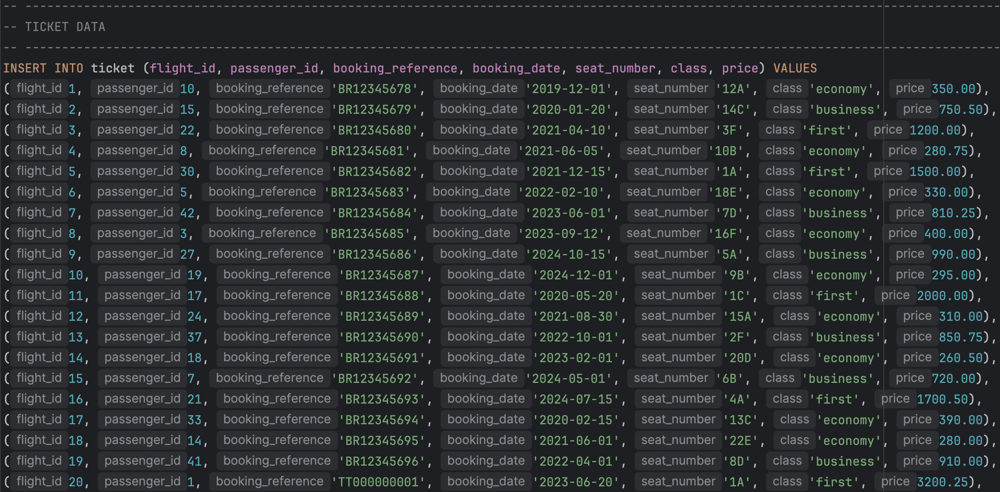 -- --------------------------------------------------------------------------------------------------------------------------------------
-- TICKET DATA
-- --------------------------------------------------------------------------------------------------------------------------------------
INSERT INTO ticket (flight_id, passenger_id, booking_reference, booking_date, seat_number, class, price) VALUES
( flight_id 1, passenger_id 10, booking_reference 'BR12345678', booking_date '2019-12-01', seat_number '12A', class 'economy', price 350.00),
( flight_id 2, passenger_id 15, booking_reference 'BR12345679', booking_date '2020-01-20', seat_number '14C', class 'business', price 750.50),
( flight_id 3, passenger_id 22, booking_reference 'BR12345680', booking_date '2021-04-10', seat_number '3F', class 'first', price 1200.00),
( flight_id 4, passenger_id 8, booking_reference 'BR12345681', booking_date '2021-06-05', seat_number '10B', class 'economy', price 280.75),
( flight_id 5, passenger_id 30, booking_reference 'BR12345682', booking_date '2021-12-15', seat_number '1A', class 'first', price 1500.00),
( flight_id 6, passenger_id 5, booking_reference 'BR12345683', booking_date '2022-02-10', seat_number '18E', class 'economy', price 330.00),
( flight_id 7, passenger_id 42, booking_reference 'BR12345684', booking_date '2023-06-01', seat_number '7D', class 'business', price 810.25),
( flight_id 8, passenger_id 3, booking_reference 'BR12345685', booking_date '2023-09-12', seat_number '16F', class 'economy', price 400.00),
( flight_id 9, passenger_id 27, booking_reference 'BR12345686', booking_date '2024-10-15', seat_number '5A', class 'business', price 990.00),
( flight_id 10, passenger_id 19, booking_reference 'BR12345687', booking_date '2024-12-01', seat_number '9B', class 'economy', price 295.00),
( flight_id 11, passenger_id 17, booking_reference 'BR12345688', booking_date '2020-05-20', seat_number '1C', class 'first', price 2000.00),
( flight_id 12, passenger_id 24, booking_reference 'BR12345689', booking_date '2021-08-30', seat_number '15A', class 'economy', price 310.00),
( flight_id 13, passenger_id 37, booking_reference 'BR12345690', booking_date '2022-10-01', seat_number '2F', class 'business', price 850.75),
( flight_id 14, passenger_id 18, booking_reference 'BR12345691', booking_date '2023-02-01', seat_number '20D', class 'economy', price 260.50),
( flight_id 15, passenger_id 7, booking_reference 'BR12345692', booking_date '2024-05-01', seat_number '6B', class 'business', price 720.00),
( flight_id 16, passenger_id 21, booking_reference 'BR12345693', booking_date '2024-07-15', seat_number '4A', class 'first', price 1700.50),
( flight_id 17, passenger_id 33, booking_reference 'BR12345694', booking_date '2020-02-15', seat_number '13C', class 'economy', price 390.00),
( flight_id 18, passenger_id 14, booking_reference 'BR12345695', booking_date '2021-06-01', seat_number '22E', class 'economy', price 280.00),
( flight_id 19, passenger_id 41, booking_reference 'BR12345696', booking_date '2022-04-01', seat_number '8D', class 'business', price 910.00),
( flight_id 20, passenger_id 1, booking_reference 'TT000000001', booking_date '2023-06-20', seat_number '1A', class 'first', price 3200.25),